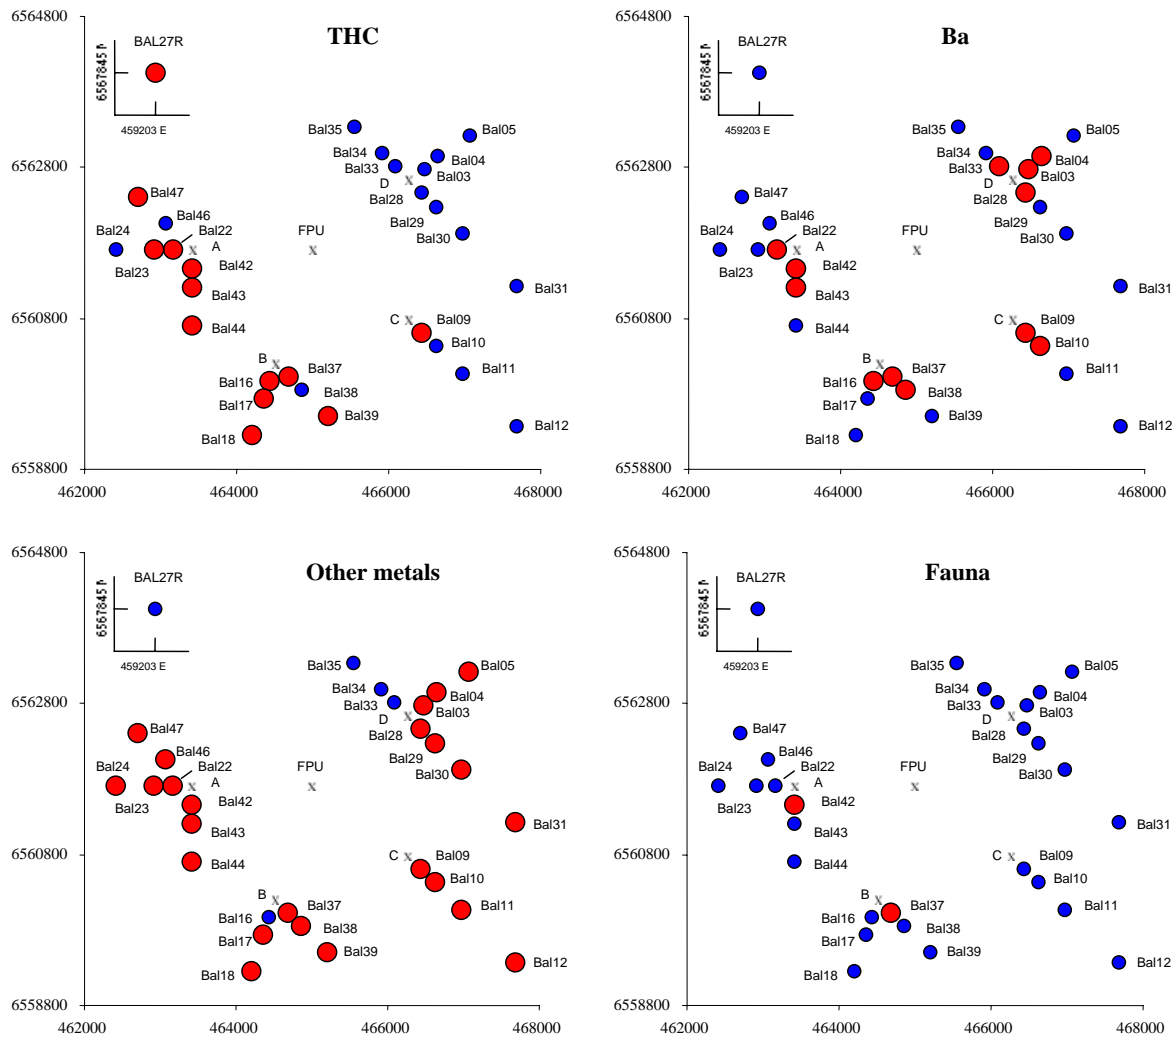 6564800
THC
BAL27R
6567845 N
459203 E
Bal35
Bal05
Bal34
Bal04
6562800
Bal33
Bal03
D
X
Bal47
Bal28
Bal46
Bal29
Bal24
Bal22
A
X
FPU
X
Bal30
Bal23
Bal42
Bal43
Bal31
6560800
C
X
Bal09
Bal44
Bal10
B
X
Bal37
Bal11
Bal16
Bal38
Bal17
Bal39
Bal12
Bal18
6558800
462000
464000
466000
468000
6564800
Ba
BAL27R
6567845 N
459203 E
Bal35
Bal05
Bal34
Bal04
6562800
Bal33
Bal03
D
X
Bal47
Bal28
Bal46
Bal29
Bal24
Bal22
A
X
FPU
X
Bal30
Bal23
Bal42
Bal43
Bal31
6560800
C
X
Bal09
Bal44
Bal10
B
X
Bal37
Bal11
Bal16
Bal38
Bal17
Bal39
Bal12
Bal18
6558800
462000
464000
466000
468000
6564800
Other metals
BAL27R
6567845 N
459203 E
Bal35
Bal05
Bal34
Bal04
6562800
Bal33
Bal03
D
X
Bal47
Bal28
Bal46
Bal29
Bal24
Bal22
A
X
FPU
X
Bal30
Bal23
Bal42
Bal43
Bal31
6560800
C
X
Bal09
Bal44
Bal10
B
X
Bal37
Bal11
Bal16
Bal38
Bal17
Bal39
Bal12
Bal18
6558800
462000
464000
466000
468000
6564800
Fauna
BAL27R
6567845 N
459203 E
Bal35
Bal05
Bal34
Bal04
6562800
Bal33
Bal03
D
X
Bal47
Bal28
Bal46
Bal29
Bal24
Bal22
A
X
FPU
X
Bal30
Bal23
Bal42
Bal43
Bal31
6560800
C
X
Bal09
Bal44
Bal10
B
X
Bal37
Bal11
Bal16
Bal38
Bal17
Bal39
Bal12
Bal18
6558800
462000
464000
466000
468000